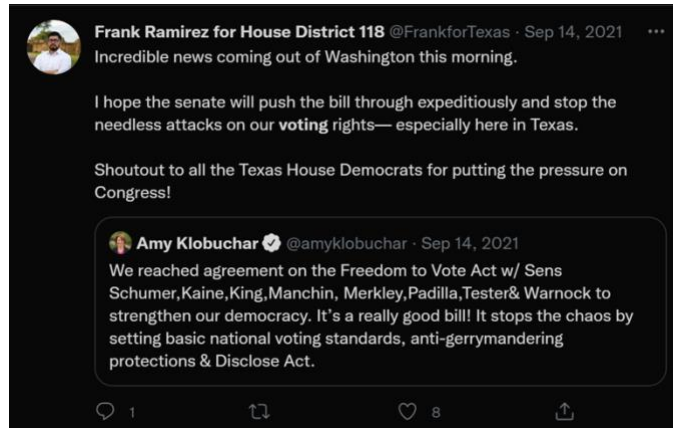 Frank Ramirez for House District 118 @FrankforTexas · Sep 14, 2021 ...
Incredible news coming out of Washington this morning.
I hope the senate will push the bill through expeditiously and stop the
needless attacks on our voting rights— especially here in Texas.
Shoutout to all the Texas House Democrats for putting the pressure on
Congress!
Amy Klobuchar @amyklobuchar · Sep 14, 2021
We reached agreement on the Freedom to Vote Act w/ Sens
Schumer,Kaine,King,Manchin, Merkley,Padilla,Tester& Warnock to
strengthen our democracy. It’s a really good bill! It stops the chaos by
setting basic national voting standards, anti-gerrymandering
protections & Disclose Act.
1 8